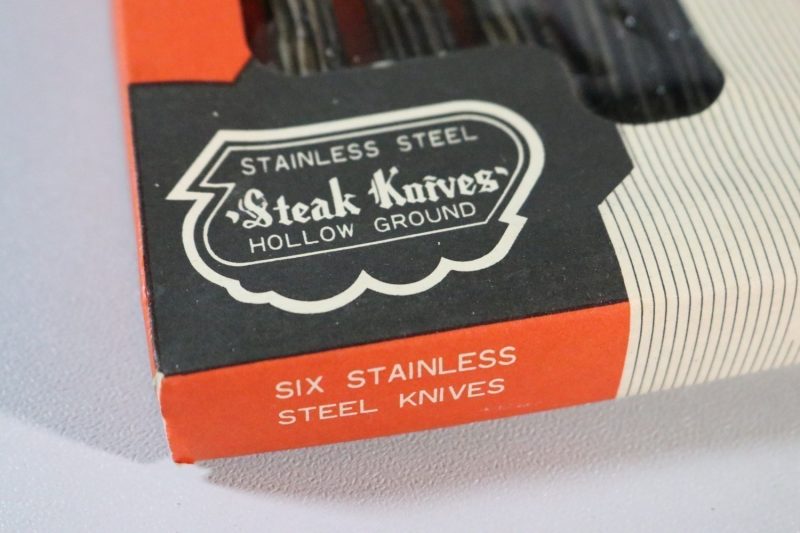 STAINLESS STEEL
Steak Knives
HOLLOW GROUND
SIX STAINLESS
STEEL KNIVES